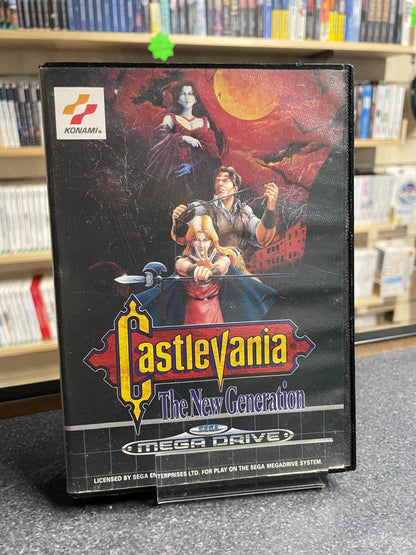 KONAMI®
Castlevania
The New Generation
SEGA
MEGA DRIVE
LICENSED BY SEGA ENTERPRISES LTD. FOR PLAY ON THE SEGA MEGADRIVE SYSTEM.